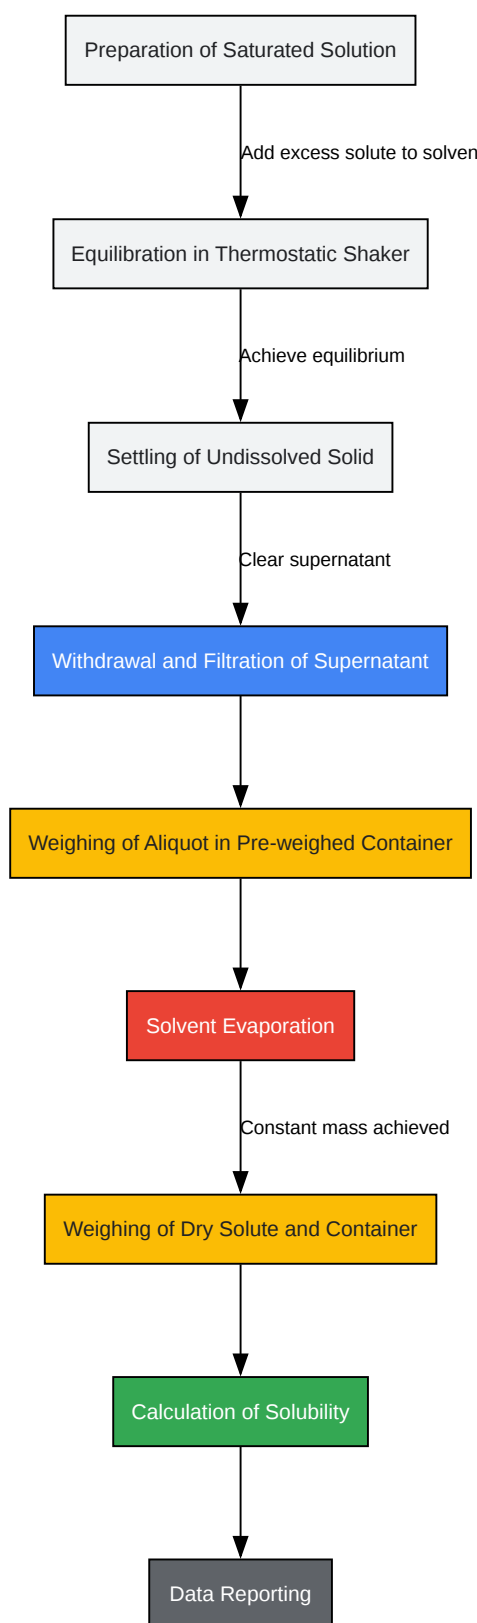 Preparation of Saturated Solution
Add excess solute to solven
Equilibration in Thermostatic Shaker
Achieve equilibrium
Settling of Undissolved Solid
Clear supernatant
Withdrawal and Filtration of Supernatant
Weighing of Aliquot in Pre-weighed Container
Solvent Evaporation
Constant mass achieved
Weighing of Dry Solute and Container
Calculation of Solubility
Data Reporting